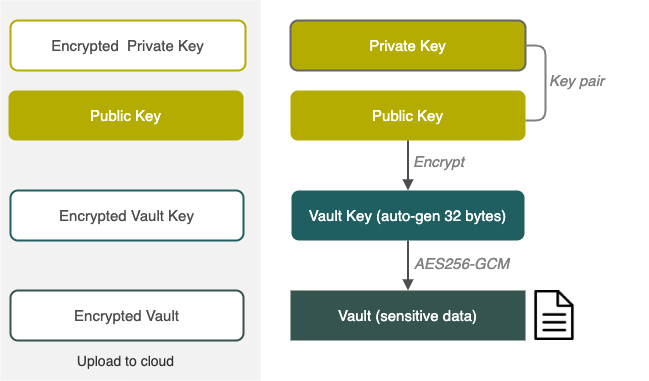 Encrypted Private Key
Private Key
Key pair
Public Key
Public Key
Encrypt
Encrypted Vault Key
Vault Key (auto-gen 32 bytes)
AES256-GCM
Encrypted Vault
Vault (sensitive data)
Upload to cloud